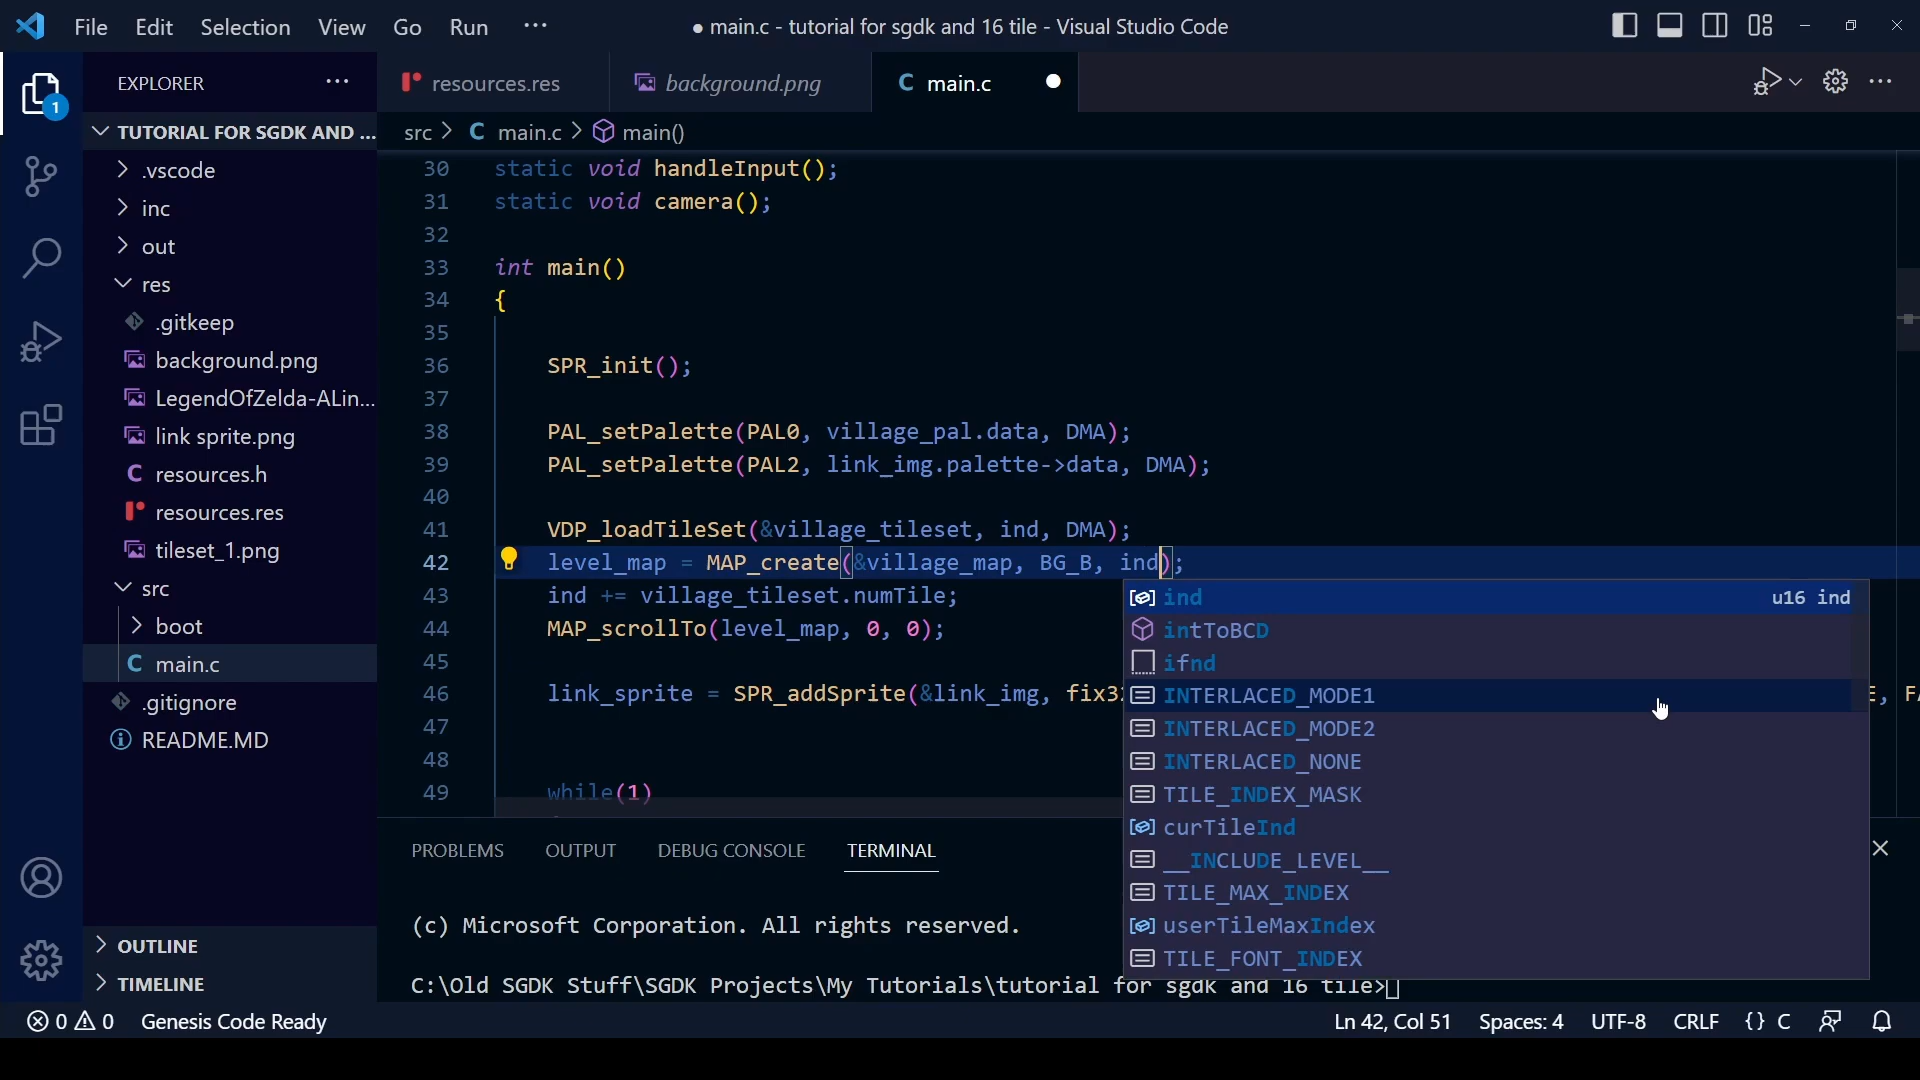 File Edit Selection View Go Run ··· ● main.c - tutorial for sgdk and 16 tile - Visual Studio Code
EXPLORER ··· resources.res background.png C main.c
1
TUTORIAL FOR SGDK AND ...
src > C main.c > main()
.vscode
inc
out
res
.gitkeep
background.png
LegendOfZelda-ALin...
link sprite.png
C resources.h
resources.res
tileset_1.png
src
boot
C main.c
.gitignore
README.MD
OUTLINE
TIMELINE
30 static void handleInput();
31 static void camera();
32
33 int main()
34 {
35
36 SPR_init();
37
38 PAL_setPalette(PAL0, village_pal.data, DMA);
39 PAL_setPalette(PAL2, link_img.palette->data, DMA);
40
41 VDP_loadTileSet(&village_tileset, ind, DMA);
42 level_map = MAP_create(&village_map, BG_B, ind);
43 ind += village_tileset.numTile;
44 MAP_scrollTo(level_map, 0, 0);
45
46 link_sprite = SPR_addSprite(&link_img, fix3
47
48
49 while(1)
ind u16 ind
intToBCD
ifnd
INTERLACED_MODE1
INTERLACED_MODE2
INTERLACED_NONE
TILE_INDEX_MASK
curTileInd
__INCLUDE_LEVEL__
TILE_MAX_INDEX
userTileMaxIndex
TILE_FONT_INDEX
PROBLEMS OUTPUT DEBUG CONSOLE TERMINAL
(c) Microsoft Corporation. All rights reserved.
C:\Old SGDK Stuff\SGDK Projects\My Tutorials\tutorial for sgdk and 16 tile>
0 0 Genesis Code Ready Ln 42, Col 51 Spaces: 4 UTF-8 CRLF {} C